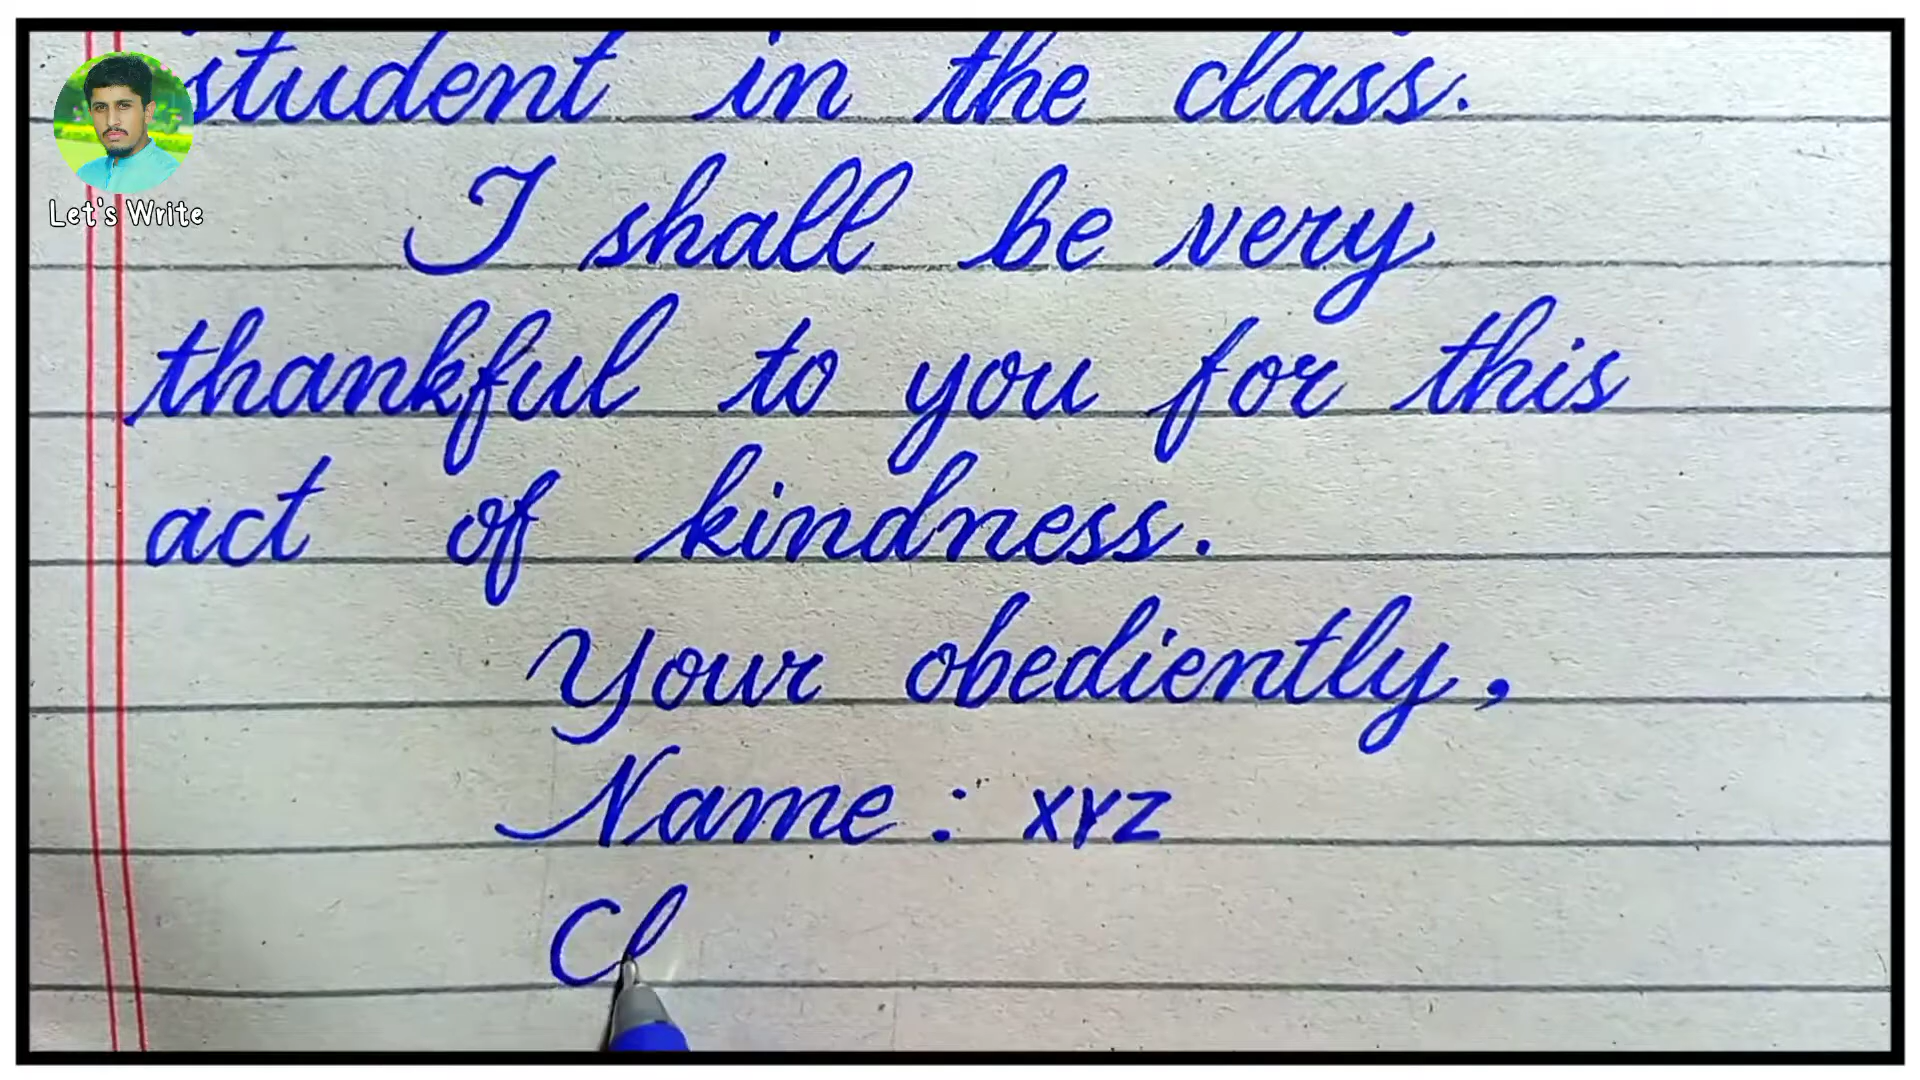 student in the class.
Let's Write
I shall be very
thankful to you for this
act of kindness.
Your obediently,
Name : XYZ
Cl